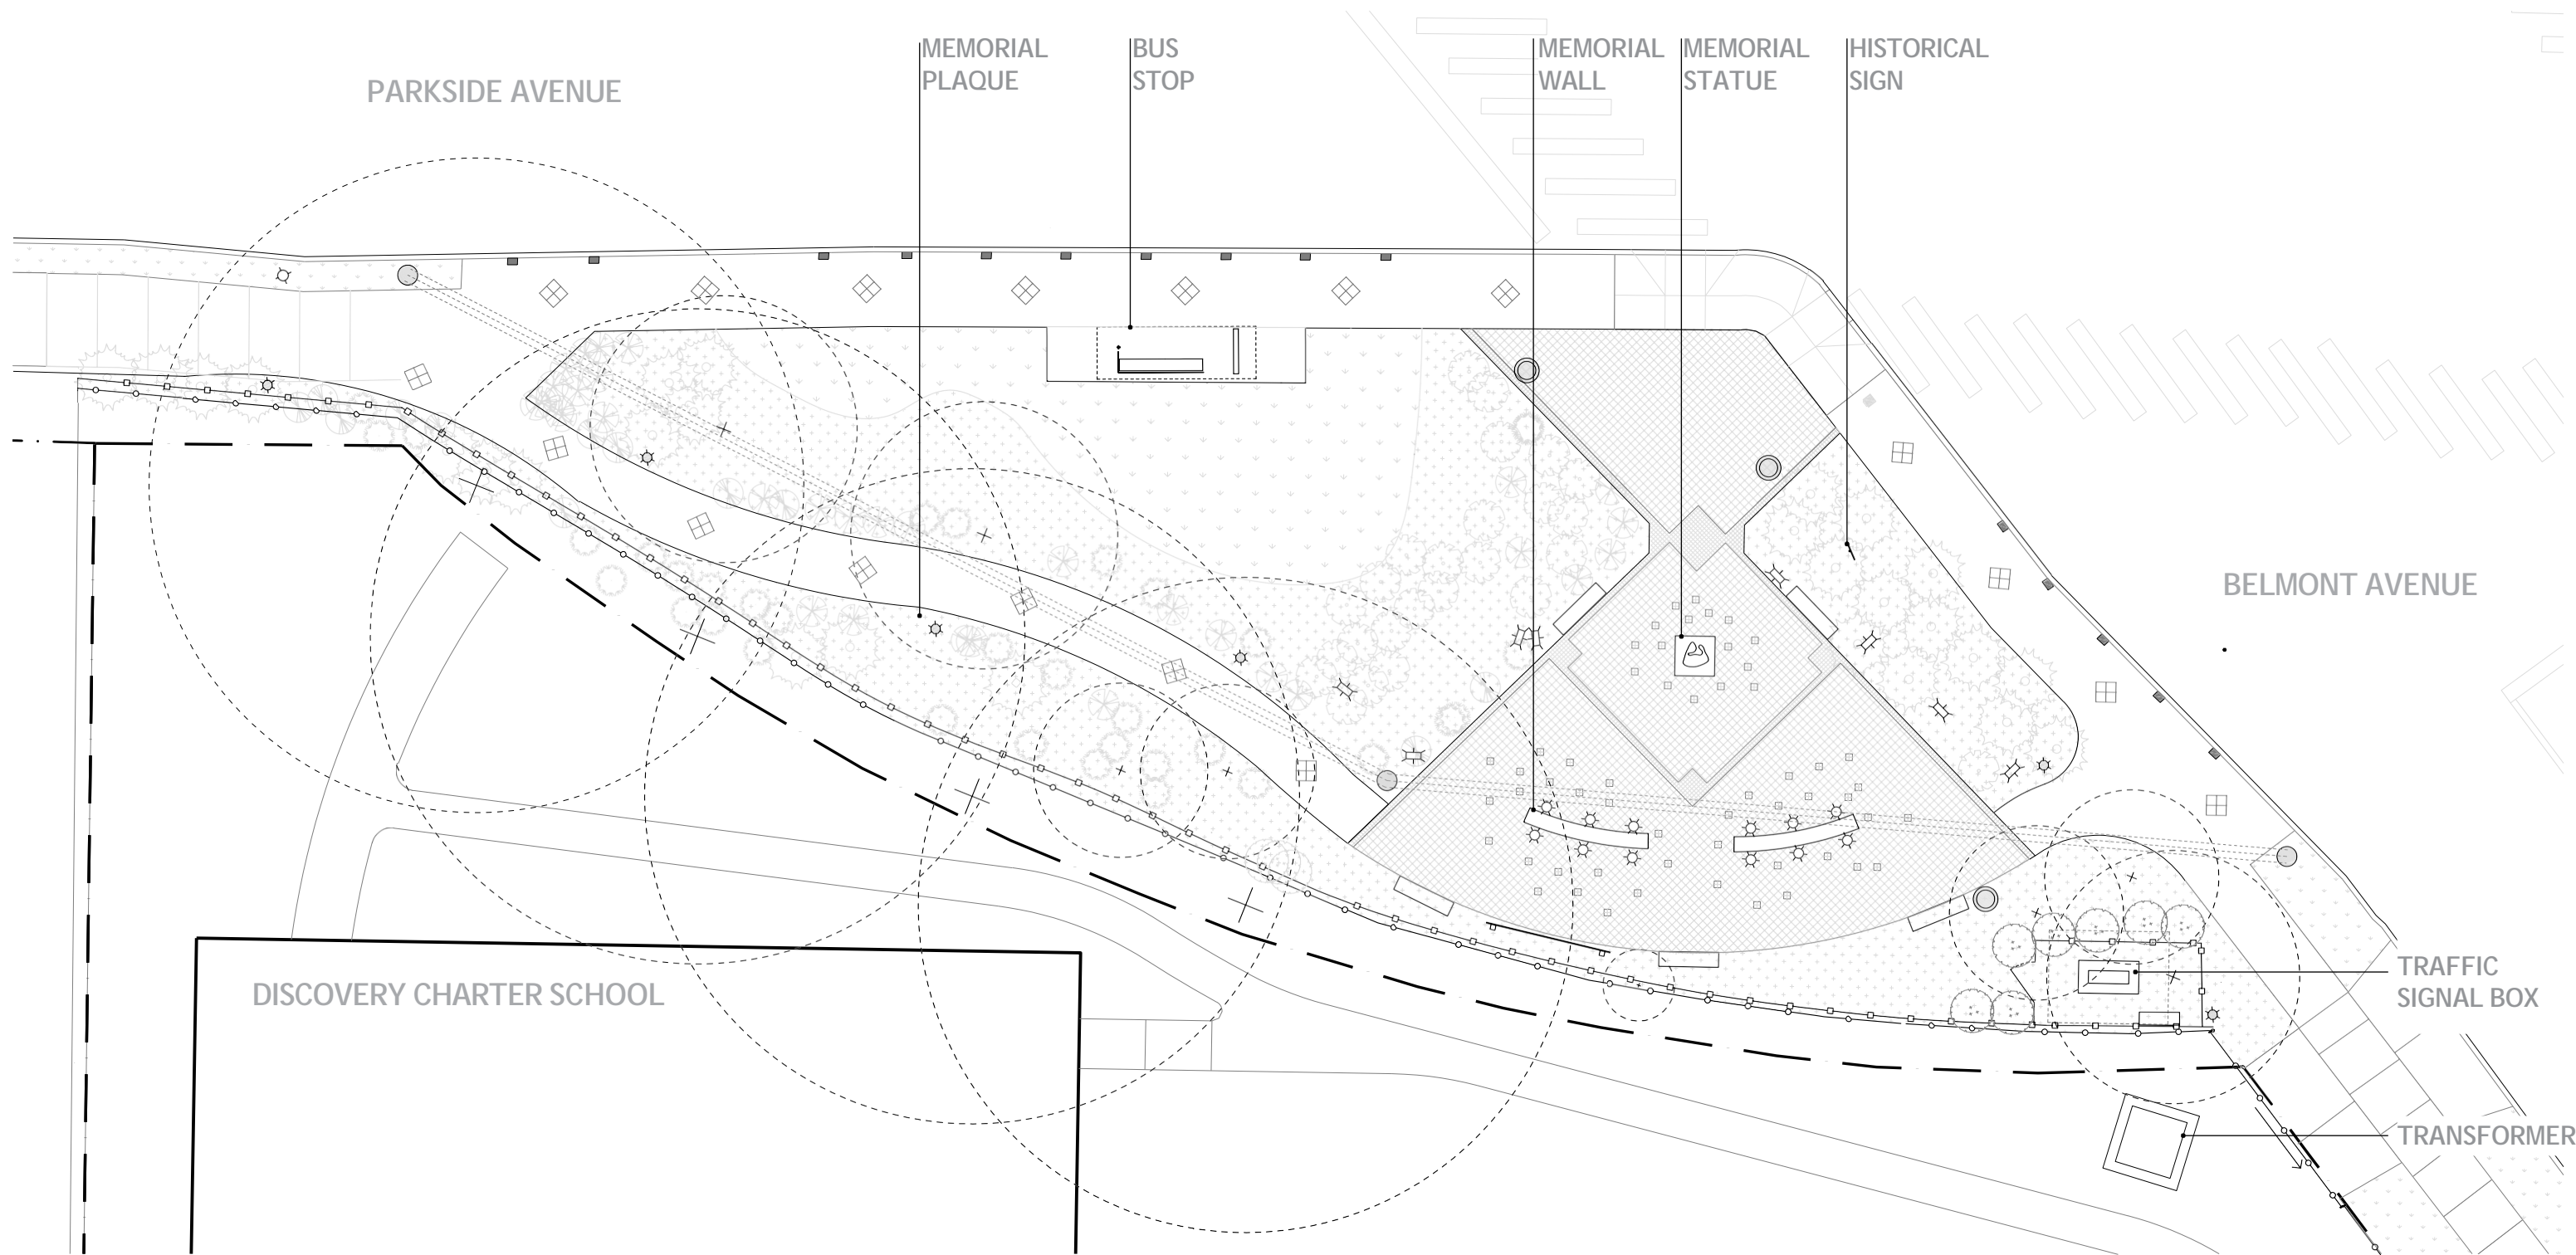 MEMORIAL
PLAQUE
BUS
STOP
MEMORIAL
WALL
MEMORIAL
STATUE
HISTORICAL
SIGN
PARKSIDE AVENUE
BELMONT AVENUE
DISCOVERY CHARTER SCHOOL
TRAFFIC
SIGNAL BOX
TRANSFORMER